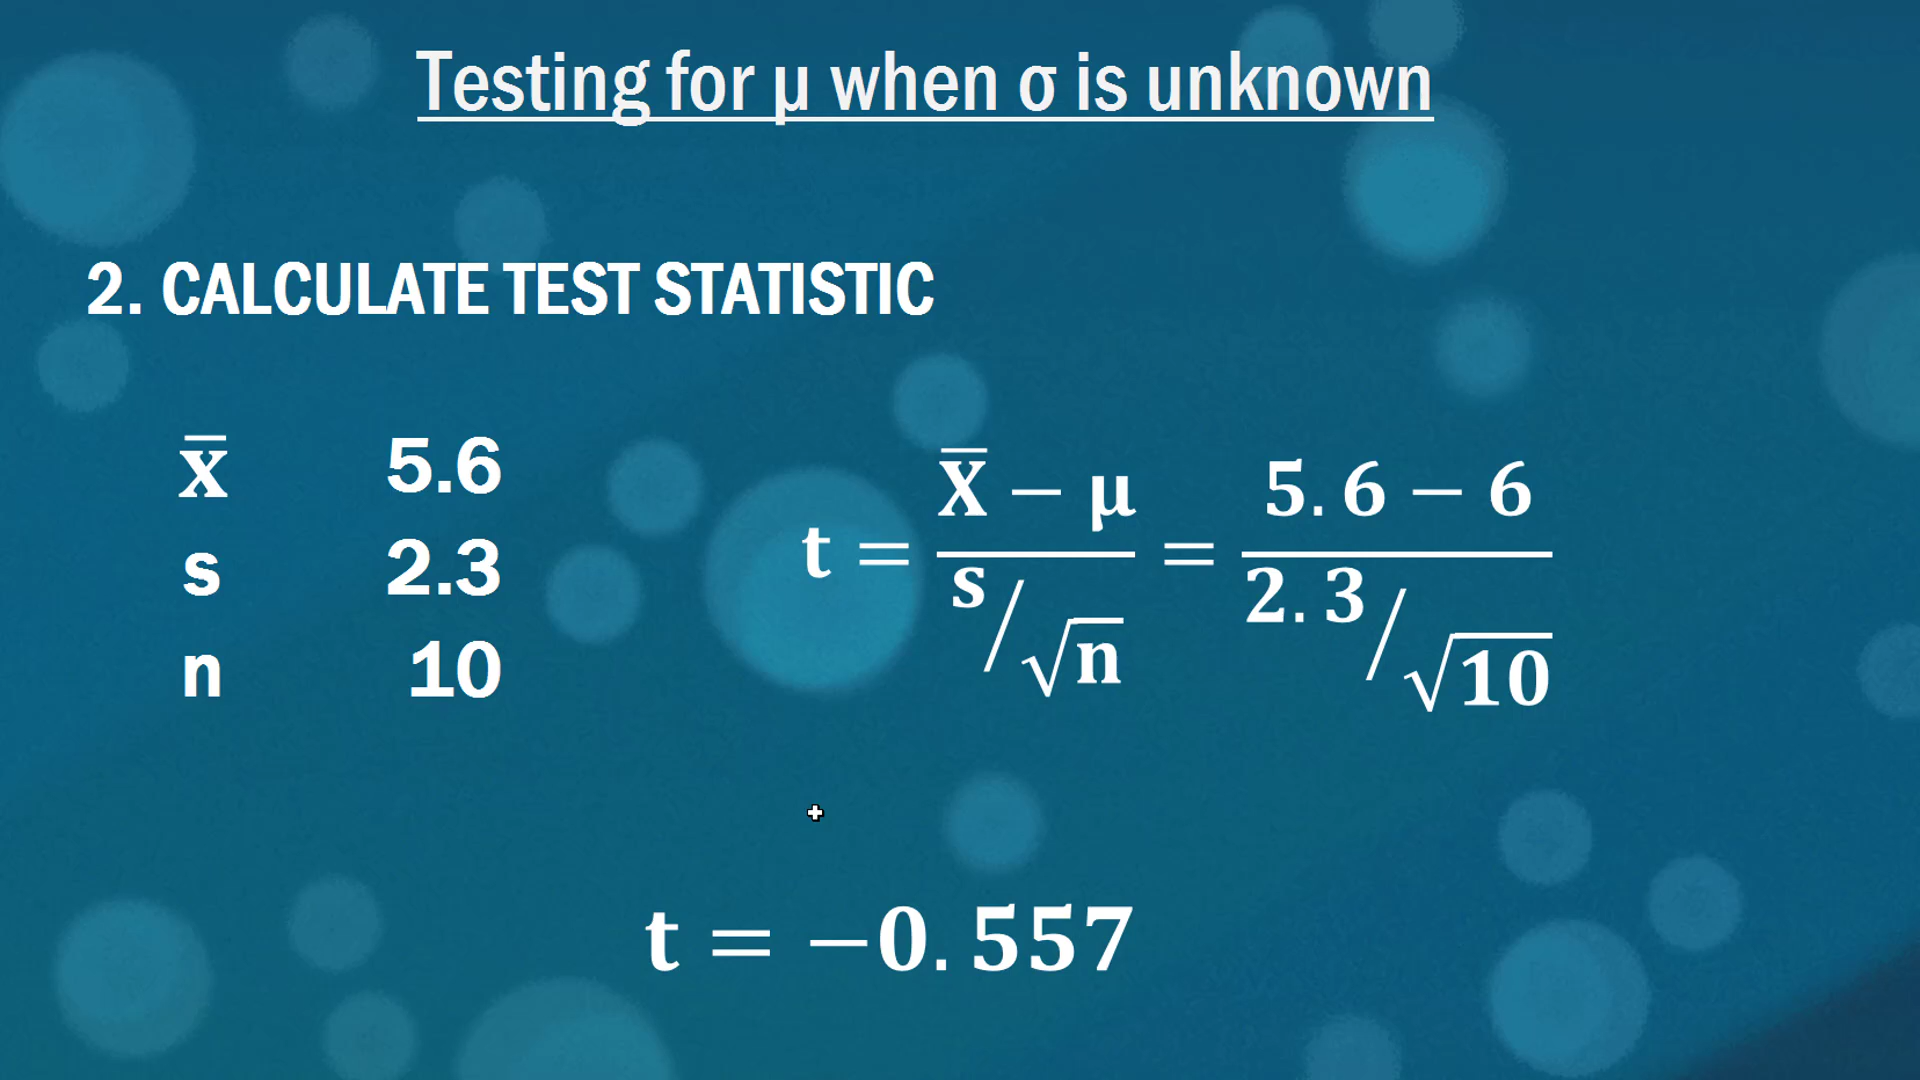 Testing for μ when σ is unknown
2. CALCULATE TEST STATISTIC
x̅ 5.6
s 2.3
n 10
t = (X̅ − μ) / (s/√n) = (5.6 − 6) / (2.3/√10)
t = −0.557